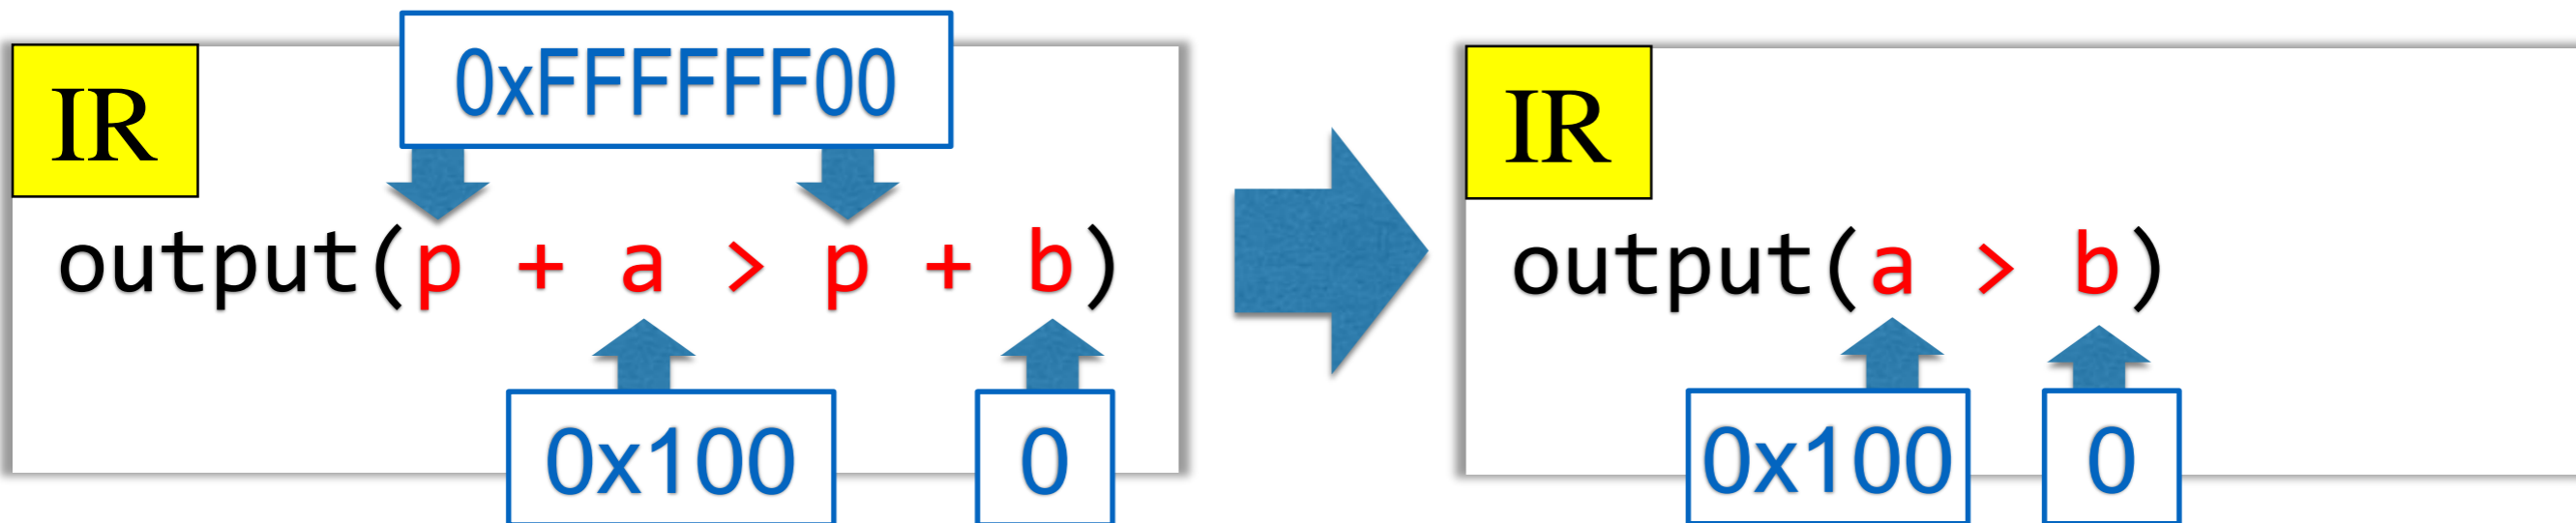 IR
0xFFFFFF00
output(p + a > p + b)
0x100
0
IR
output(a > b)
0x100
0